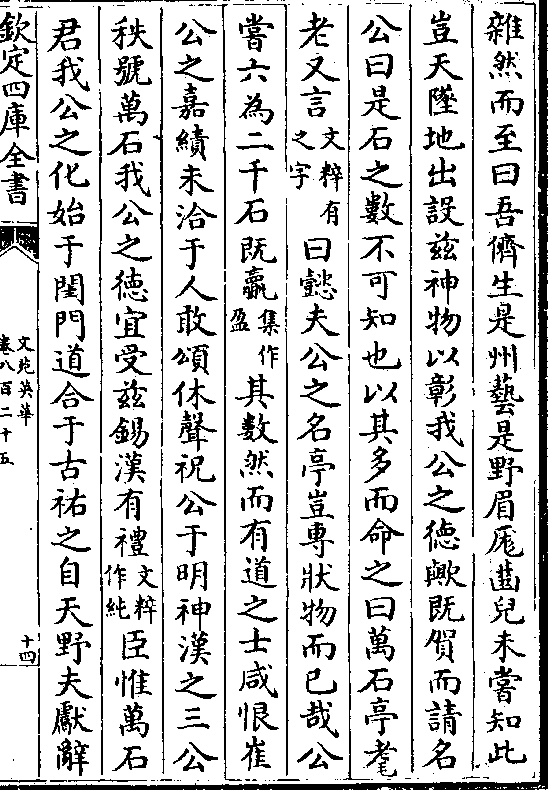 雜然而至曰吾儕生是州藝是野眉厖齒兒未嘗知此
豈天墜地出設玆神物以彰我公之德歟既賀而請名
公曰是石之數不可知也以其多而命之曰萬石亭耄
老又言文粹有之字曰懿夫公之名亭豈專狀物而已哉公
嘗六為二千石既贏集作盈其數然而有道之士咸恨崔
公之嘉績未洽于人敢頌休聲祝公于明神漢之三公
秩號萬石我公之德宜受玆錫漢有禮文粹作純臣惟萬石
君我公之化始于閨門道合于古祐之自天野夫獻辭
欽定四庫全書
文苑英華
卷八百二十五
十四